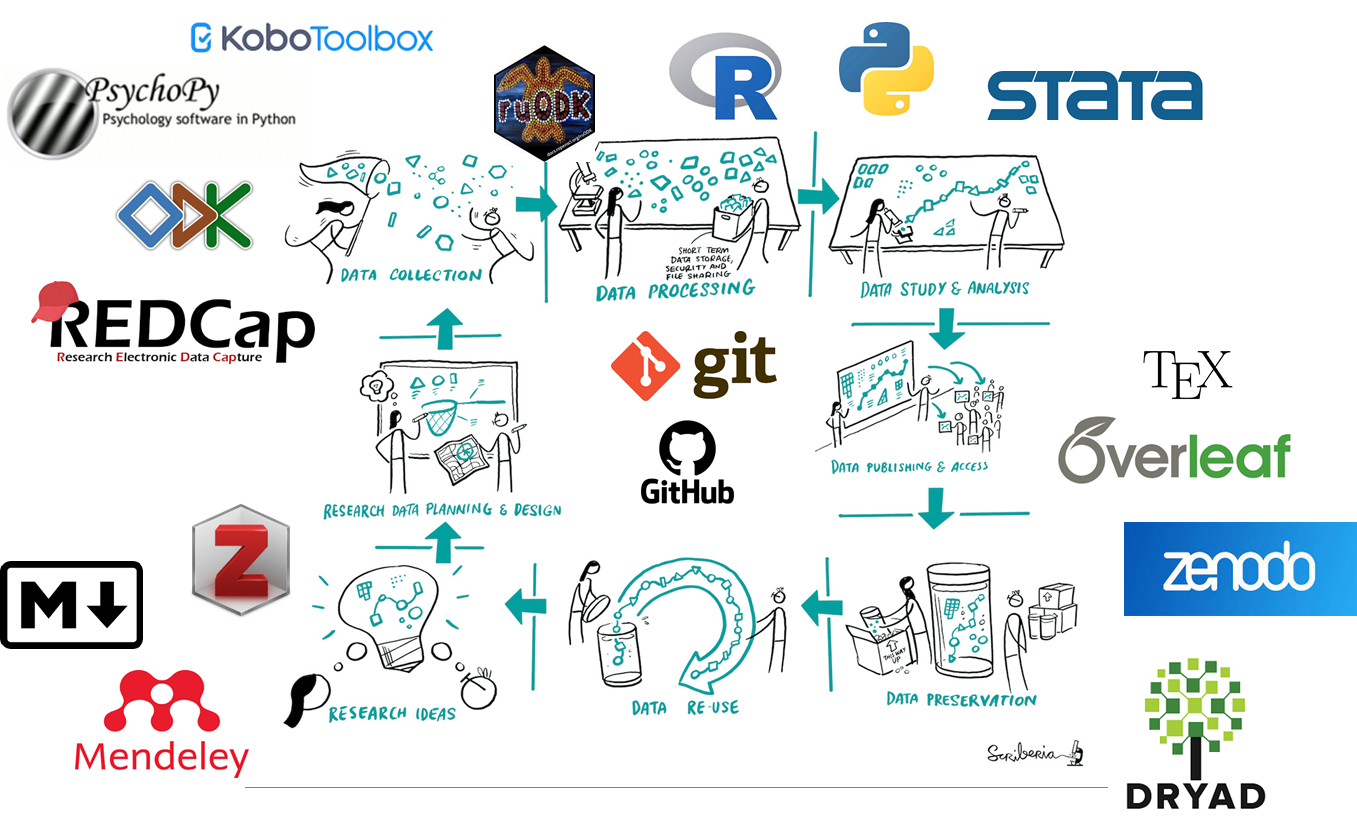 KoboToolbox
PsychoPy
Psychology software in Python
ruODK
R
STATA
ODK
REDCap
Research Electronic Data Capture
DATA COLLECTION
SHORT TERM
DATA STORAGE,
SECURITY AND
FILE SHARING
DATA PROCESSING
DATA STUDY & ANALYSIS
git
GitHub
TEX
Overleaf
DATA PUBLISHING & ACCESS
RESEARCH DATA PLANNING & DESIGN
Z
M
zenodo
THIS WAY
UP
Mendeley
RESEARCH IDEAS
DATA RE-USE
DATA PRESERVATION
Scriberia
DRYAD